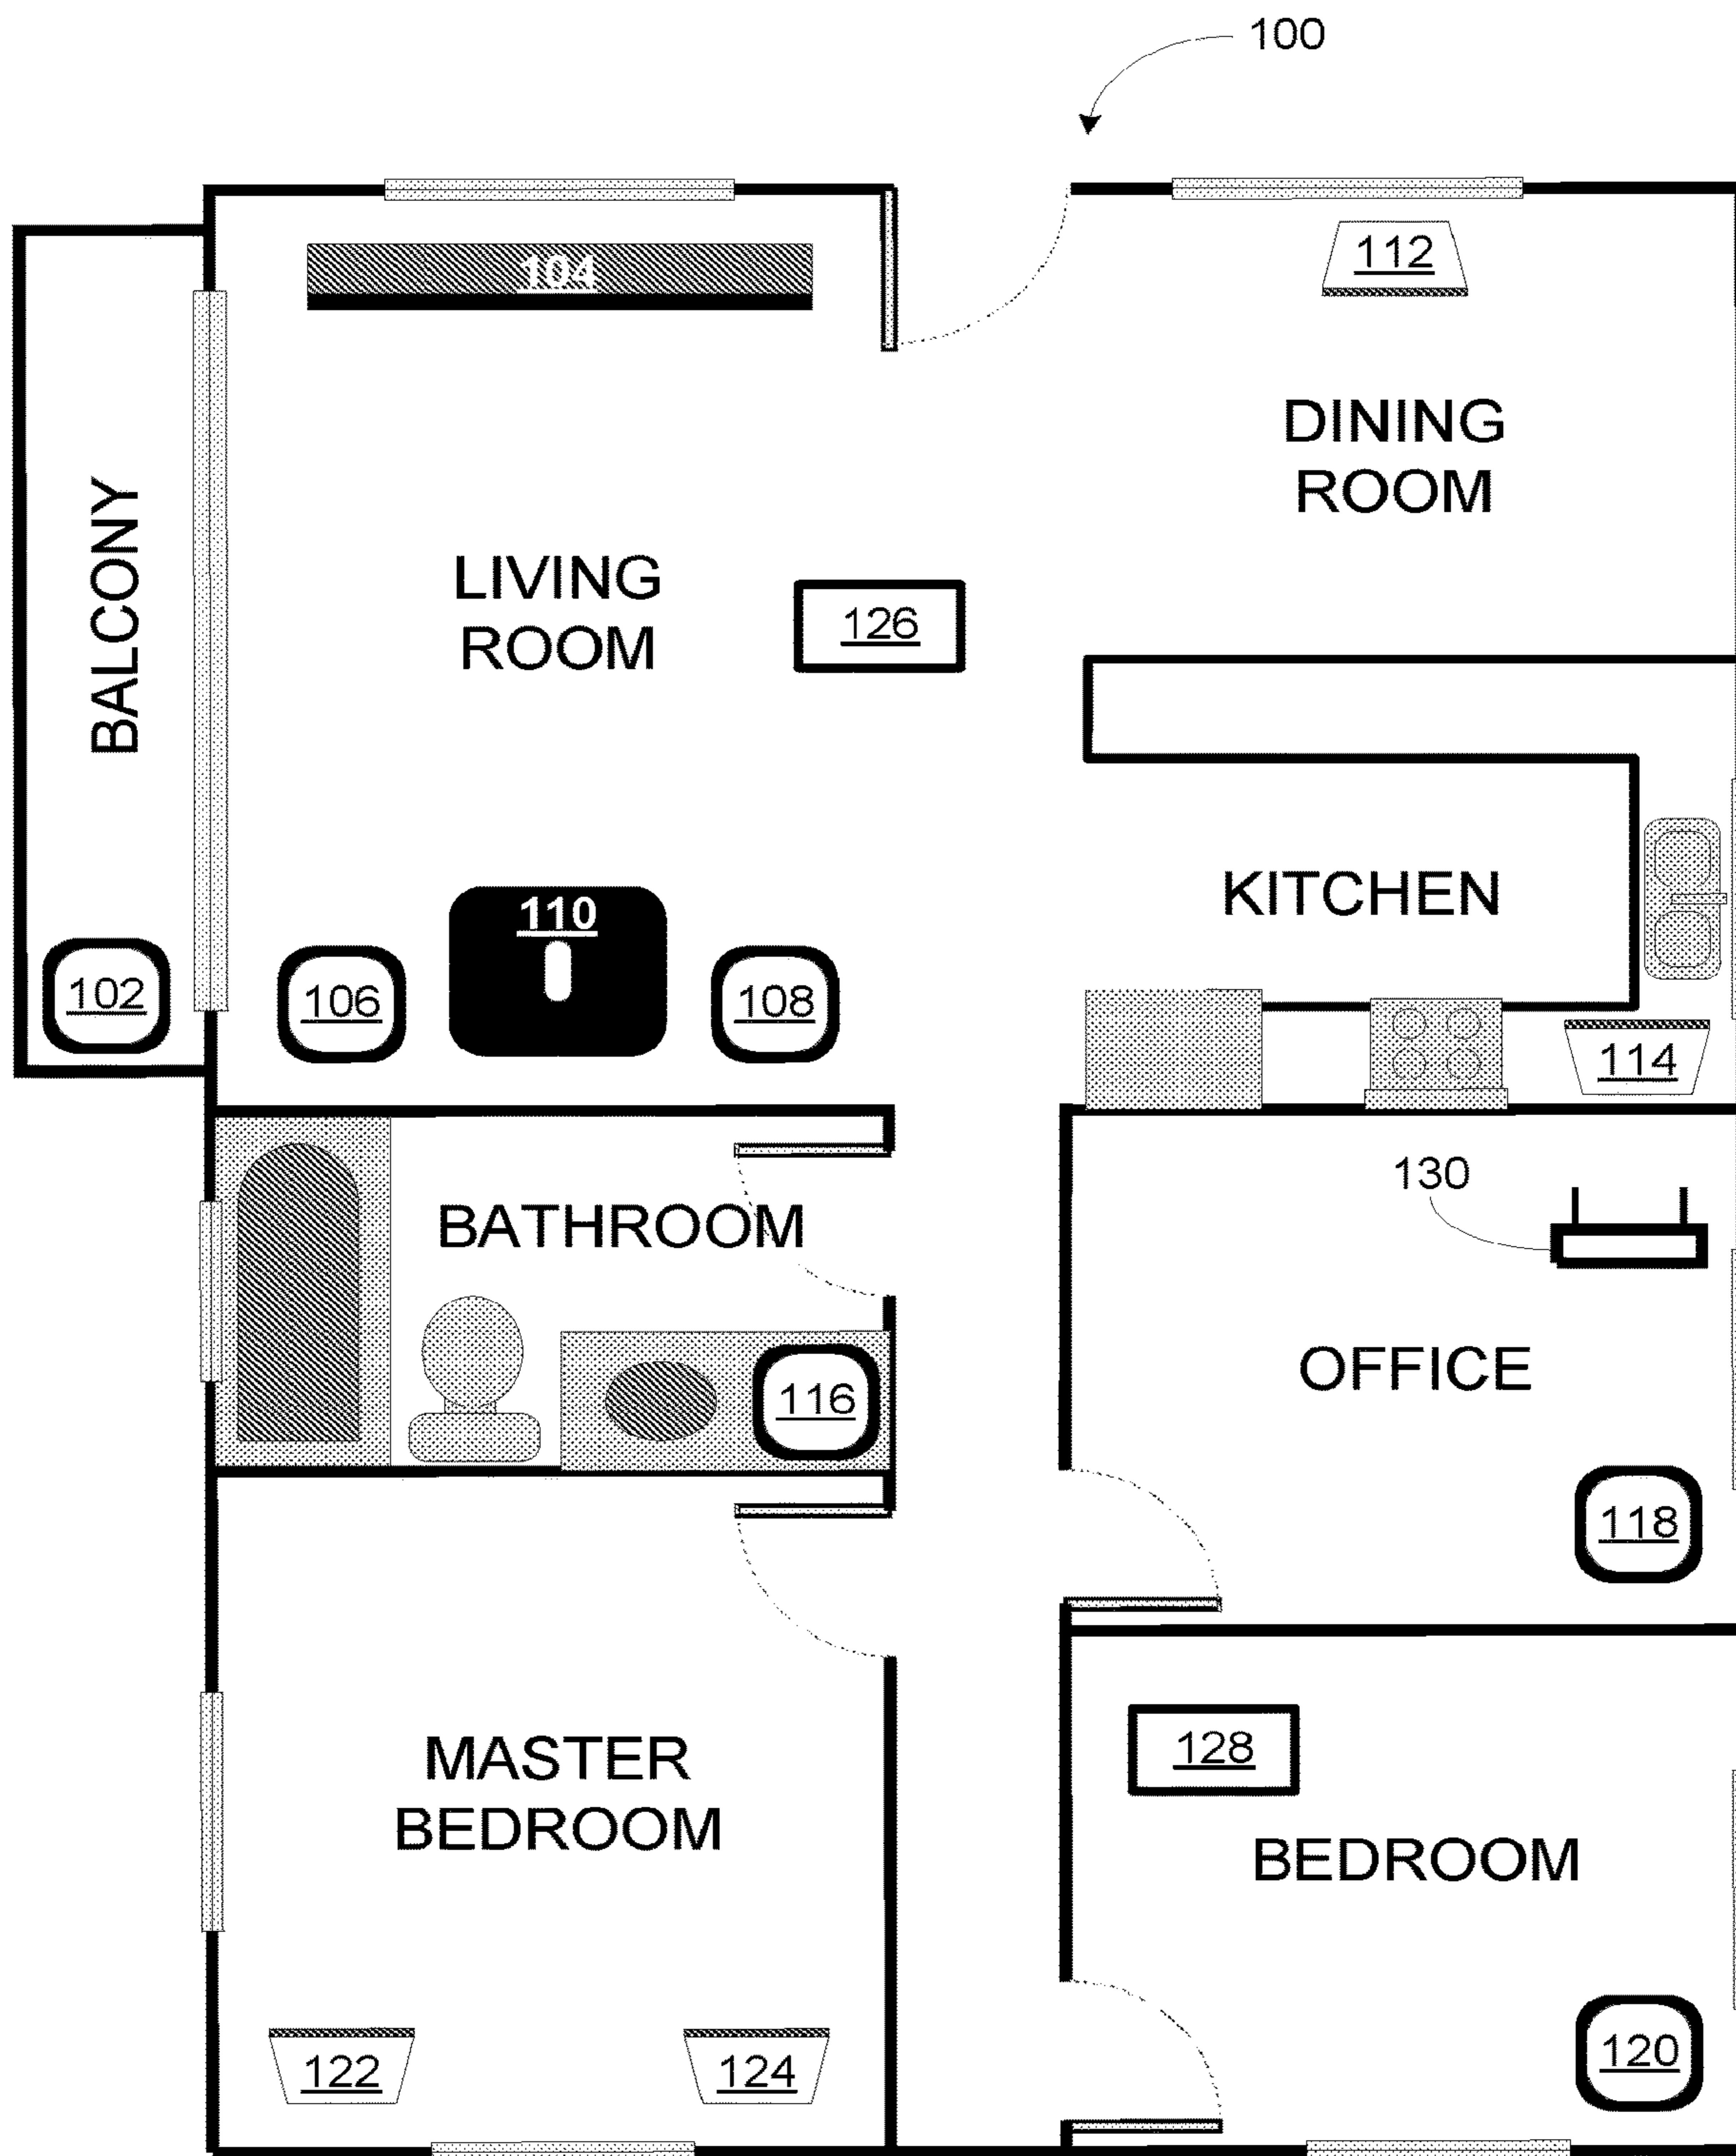 100
104
112
DINING
ROOM
BALCONY
LIVING
ROOM
126
KITCHEN
110
102
106
108
114
130
BATHROOM
OFFICE
116
118
128
MASTER
BEDROOM
BEDROOM
122
124
120